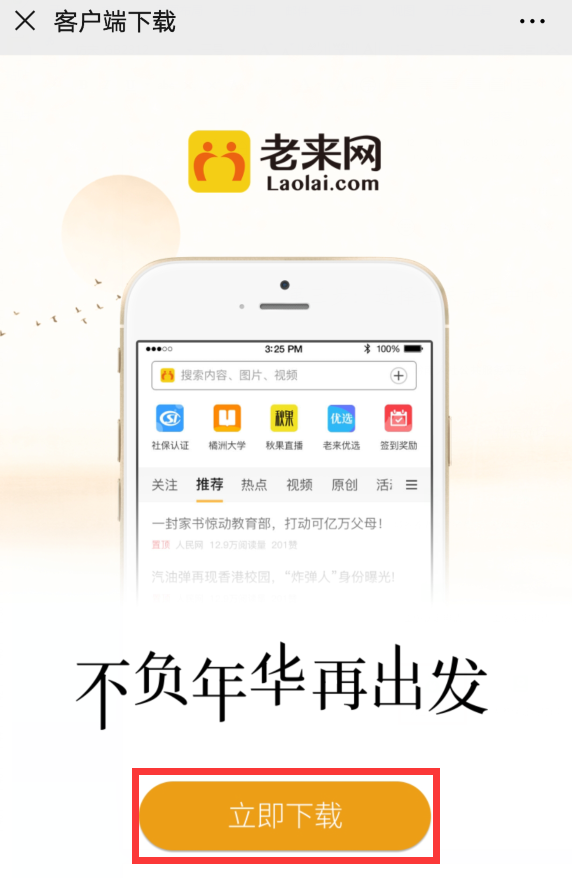 客户端下载
老来网
Laolai.com
3:25 PM
100%
搜索内容、图片、视频
社保认证 橘洲大学 秋果直播 老来优选 签到奖励
秋果
优选
关注 推荐 热点 视频 原创
一封家书惊动教育部，打动可亿万父母！
置顶 人民网 12.9万阅读量 201赞
汽油弹再现香港校园，“炸弹人”身份曝光！
不负年华再出发
立即下载